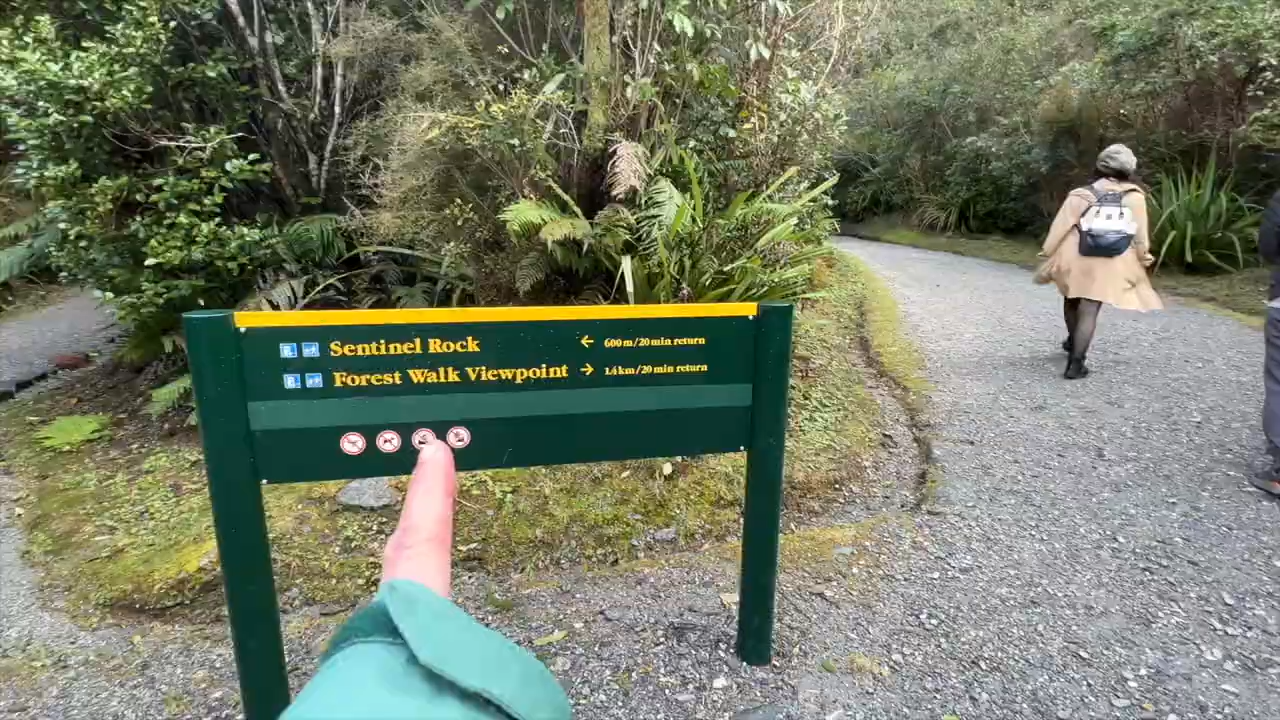 Sentinel Rock ← 600 m/20 min return
Forest Walk Viewpoint → 1.4 km/20 min return